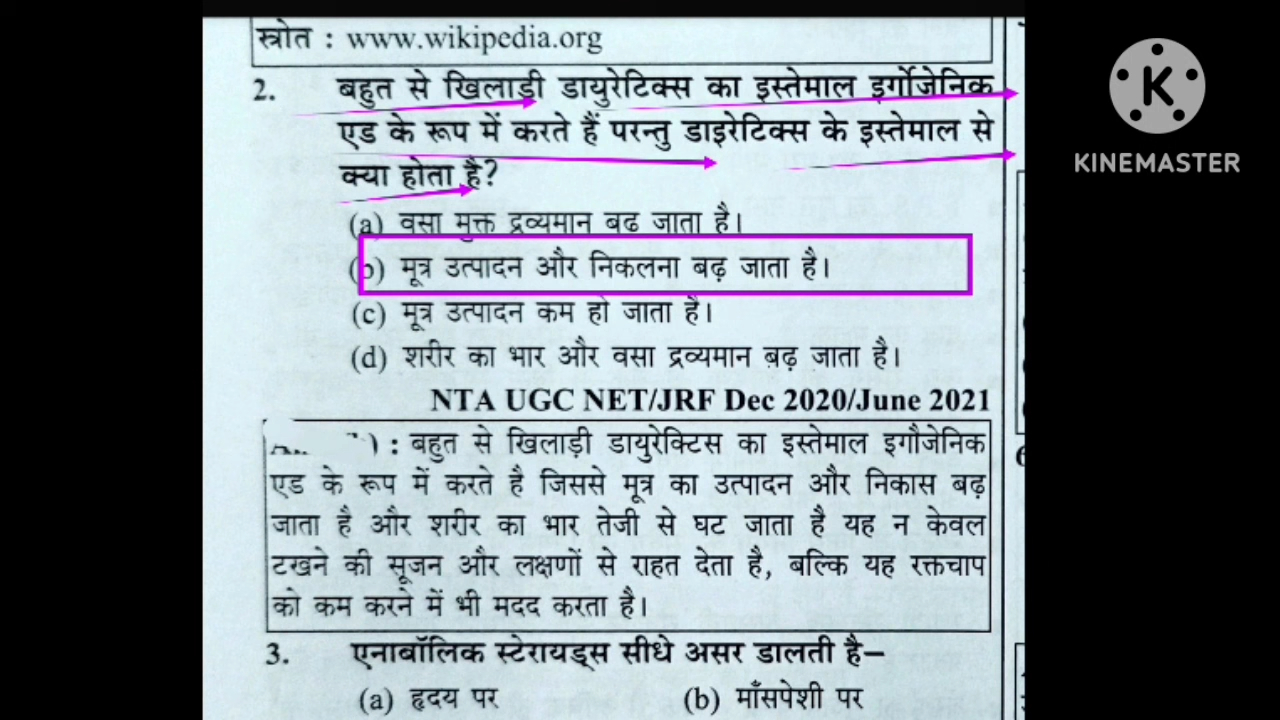 स्त्रोत : www.wikipedia.org
2. बहुत से खिलाड़ी डायुरेटिक्स का इस्तेमाल इर्गोजेनिक
एड के रूप में करते हैं परन्तु डाइरेटिक्स के इस्तेमाल से
क्या होता है?
(a) वसा मुक्त द्रव्यमान बढ जाता है।
(b) मूत्र उत्पादन और निकलना बढ़ जाता है।
(c) मूत्र उत्पादन कम हो जाता है।
(d) शरीर का भार और वसा द्रव्यमान बढ़ जाता है।
NTA UGC NET/JRF Dec 2020/June 2021
) : बहुत से खिलाड़ी डायुरेक्टिस का इस्तेमाल इगौजेनिक
एड के रूप में करते है जिससे मूत्र का उत्पादन और निकास बढ़
जाता है और शरीर का भार तेजी से घट जाता है यह न केवल
टखने की सूजन और लक्षणों से राहत देता है, बल्कि यह रक्तचाप
को कम करने में भी मदद करता है।
3. एनाबॉलिक स्टेरायड्स सीधे असर डालती है–
(a) हृदय पर (b) माँसपेशी पर
K
KINEMASTER